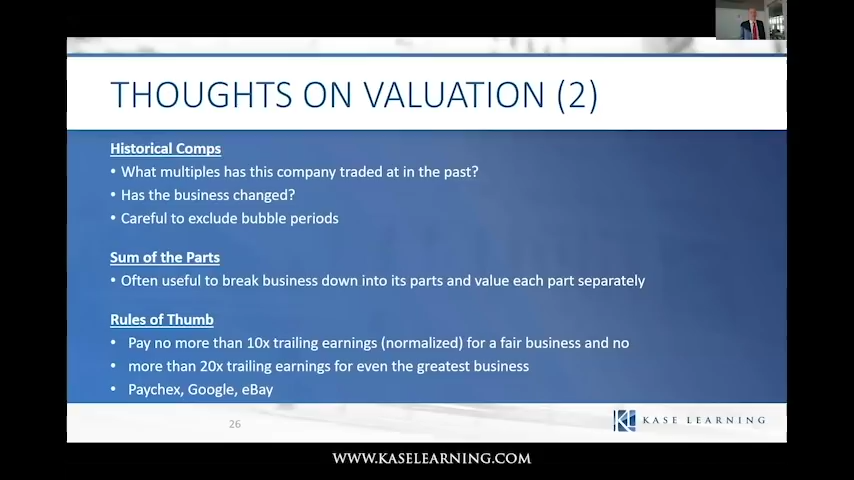 THOUGHTS ON VALUATION (2)
Historical Comps
• What multiples has this company traded at in the past?
• Has the business changed?
• Careful to exclude bubble periods
Sum of the Parts
• Often useful to break business down into its parts and value each part separately
Rules of Thumb
• Pay no more than 10x trailing earnings (normalized) for a fair business and no
• more than 20x trailing earnings for even the greatest business
• Paychex, Google, eBay
26
KL KASE LEARNING
WWW.KASELEARNING.COM